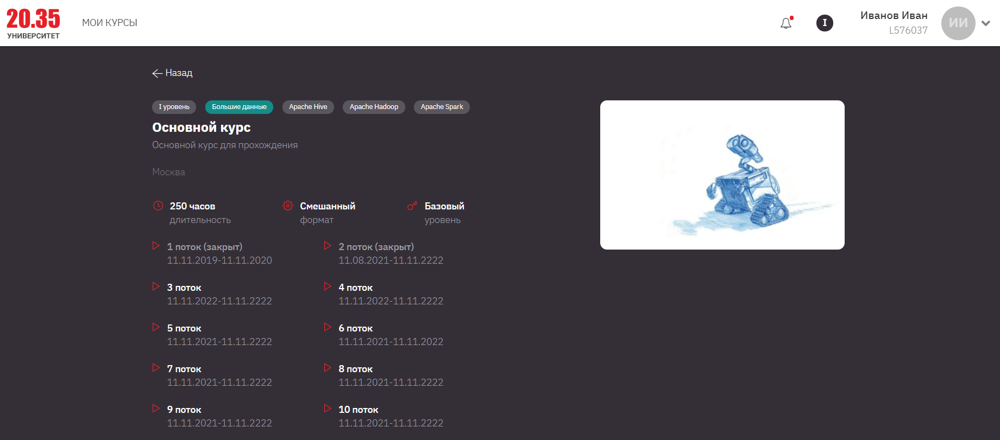 20.35
УНИВЕРСИТЕТ
МОИ КУРСЫ
I
Иванов Иван
L576037
ИИ
Назад
I уровень
Большие данные
Apache Hive
Apache Hadoop
Apache Spark
Основной курс
Основной курс для прохождения
Москва
250 часов
длительность
Смешанный
формат
Базовый
уровень
1 поток (закрыт)
11.11.2019-11.11.2020
2 поток (закрыт)
11.08.2021-11.11.2222
3 поток
11.11.2022-11.11.2222
4 поток
11.11.2022-11.11.2222
5 поток
11.11.2021-11.11.2222
6 поток
11.11.2021-11.11.2022
7 поток
11.11.2021-11.11.2222
8 поток
11.11.2021-11.11.2222
9 поток
11.11.2021-11.11.2222
10 поток
11.11.2021-11.11.2222